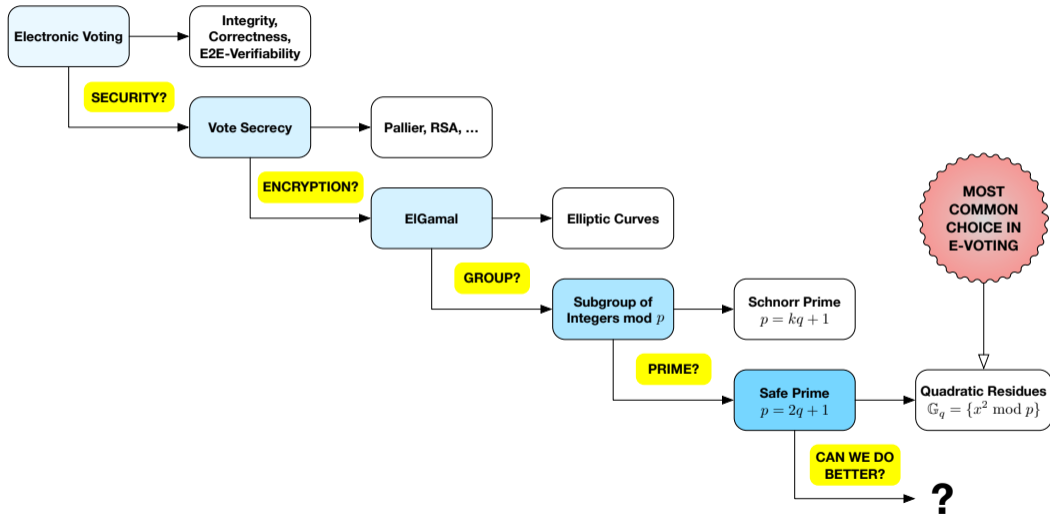 Electronic Voting
Integrity,
Correctness,
E2E-Verifiability
SECURITY?
Vote Secrecy
Pallier, RSA, ...
ENCRYPTION?
ElGamal
Elliptic Curves
MOST
COMMON
CHOICE IN
E-VOTING
GROUP?
Subgroup of
Integers mod p
Schnorr Prime
p = kq + 1
PRIME?
Safe Prime
p = 2q + 1
Quadratic Residues
𝔾_q = {x² mod p}
CAN WE DO
BETTER?
?